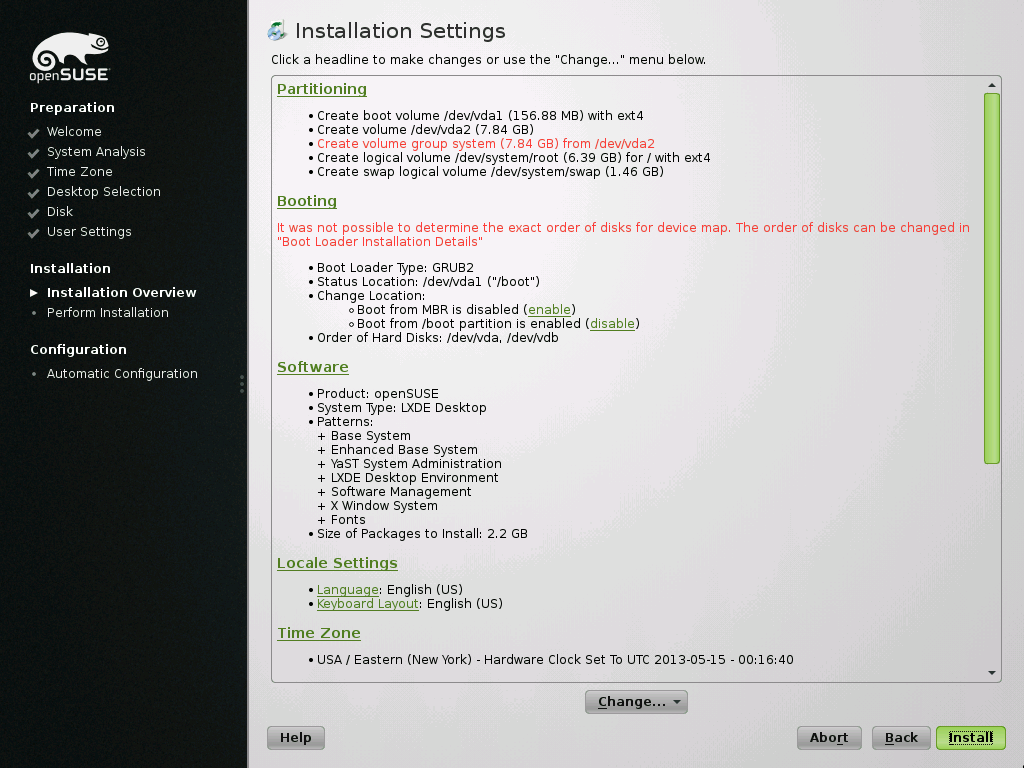 openSUSE
Preparation
Welcome
System Analysis
Time Zone
Desktop Selection
Disk
User Settings
Installation
Installation Overview
Perform Installation
Configuration
Automatic Configuration
Installation Settings
Click a headline to make changes or use the "Change..." menu below.
Partitioning
• Create boot volume /dev/vda1 (156.88 MB) with ext4
• Create volume /dev/vda2 (7.84 GB)
• Create volume group system (7.84 GB) from /dev/vda2
• Create logical volume /dev/system/root (6.39 GB) for / with ext4
• Create swap logical volume /dev/system/swap (1.46 GB)
Booting
It was not possible to determine the exact order of disks for device map. The order of disks can be changed in
"Boot Loader Installation Details"
• Boot Loader Type: GRUB2
• Status Location: /dev/vda1 ("/boot")
• Change Location:
Boot from MBR is disabled (enable)
Boot from /boot partition is enabled (disable)
• Order of Hard Disks: /dev/vda, /dev/vdb
Software
• Product: openSUSE
• System Type: LXDE Desktop
• Patterns:
+ Base System
+ Enhanced Base System
+ YaST System Administration
+ LXDE Desktop Environment
+ Software Management
+ X Window System
+ Fonts
• Size of Packages to Install: 2.2 GB
Locale Settings
• Language: English (US)
• Keyboard Layout: English (US)
Time Zone
• USA / Eastern (New York) - Hardware Clock Set To UTC 2013-05-15 - 00:16:40
Change...
Help
Abort
Back
Install